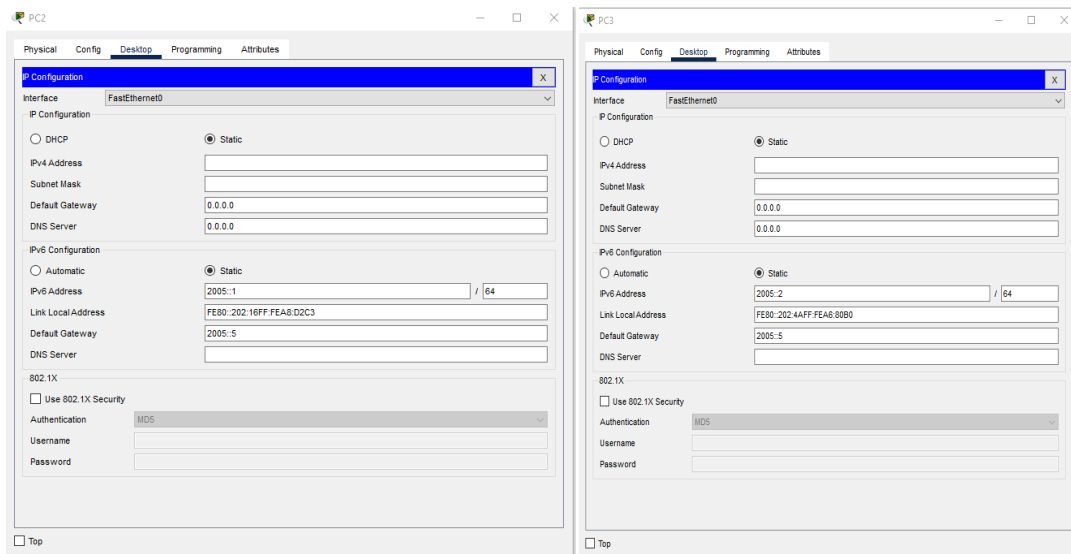 PC2
Physical Config Desktop Programming Attributes
IP Configuration X
Interface FastEthernet0
IP Configuration
DHCP Static
IPv4 Address
Subnet Mask
Default Gateway 0.0.0.0
DNS Server 0.0.0.0
IPv6 Configuration
Automatic Static
IPv6 Address 2005::1 / 64
Link Local Address FE80::202:16FF:FEA8:D2C3
Default Gateway 2005::5
DNS Server
802.1X
Use 802.1X Security
Authentication MD5
Username
Password
Top
PC3
Physical Config Desktop Programming Attributes
IP Configuration X
Interface FastEthernet0
IP Configuration
DHCP Static
IPv4 Address
Subnet Mask
Default Gateway 0.0.0.0
DNS Server 0.0.0.0
IPv6 Configuration
Automatic Static
IPv6 Address 2005::2 / 64
Link Local Address FE80::202:4AFF:FEA6:80B0
Default Gateway 2005::5
DNS Server
802.1X
Use 802.1X Security
Authentication MD5
Username
Password
Top